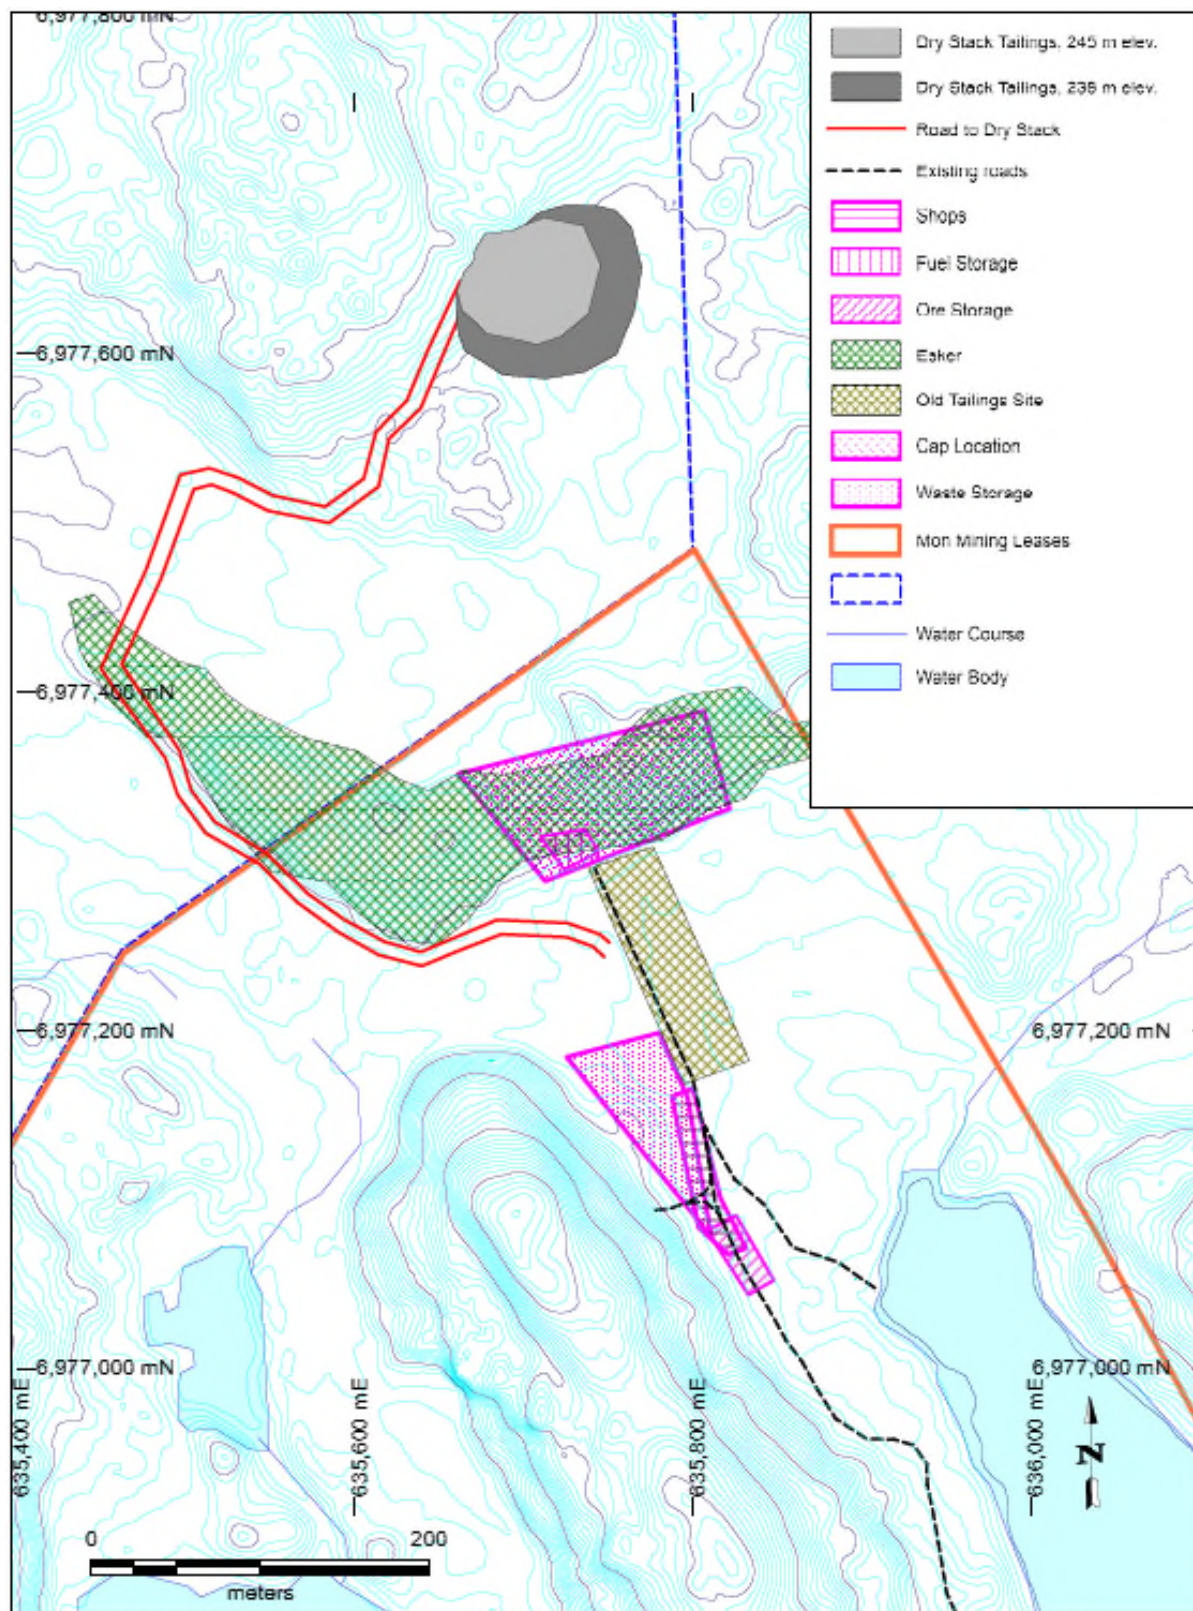 6,977,800 mN
Dry Stack Tailings, 245 m elev.
Dry Stack Tailings, 238 m elev.
Road to Dry Stack
Existing roads
Shops
Fuel Storage
Ore Storage
Esker
Old Tailings Site
Cap Location
Waste Storage
Mon Mining Leases
Water Course
Water Body
6,977,600 mN
6,977,400 mN
6,977,200 mN
6,977,200 mN
6,977,000 mN
6,977,000 mN
635,400 mE
635,600 mE
635,800 mE
636,000 mE
N
0 200
meters